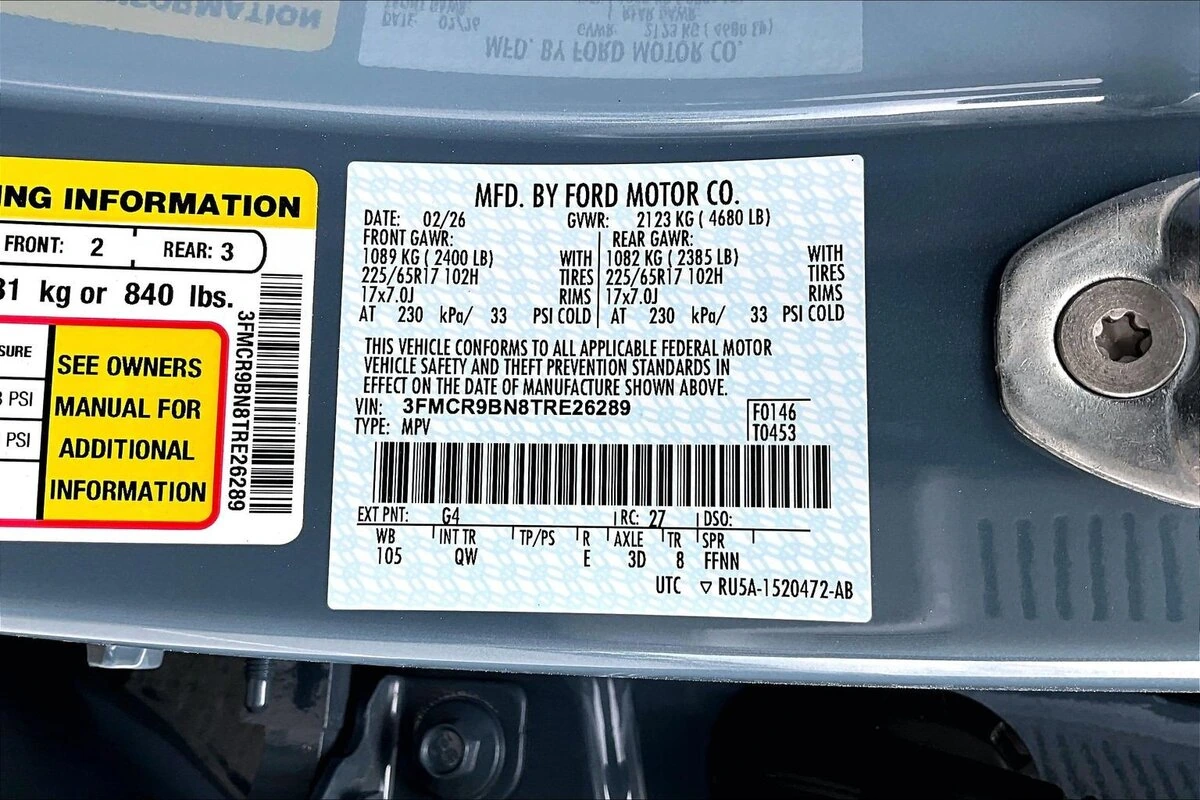 ING INFORMATION
FRONT: 2 REAR: 3
31 kg or 840 lbs.
SURE
PSI
PSI
SEE OWNERS
MANUAL FOR
ADDITIONAL
INFORMATION
3FMCR9BN8TRE26289
MFD. BY FORD MOTOR CO.
DATE: 02/26 GVWR: 2123 KG ( 4680 LB)
FRONT GAWR: REAR GAWR:
1089 KG ( 2400 LB) WITH 1082 KG ( 2385 LB) WITH
225/65R17 102H TIRES 225/65R17 102H TIRES
17x7.0J RIMS 17x7.0J RIMS
AT 230 kPa/ 33 PSI COLD AT 230 kPa/ 33 PSI COLD
THIS VEHICLE CONFORMS TO ALL APPLICABLE FEDERAL MOTOR
VEHICLE SAFETY AND THEFT PREVENTION STANDARDS IN
EFFECT ON THE DATE OF MANUFACTURE SHOWN ABOVE.
VIN: 3FMCR9BN8TRE26289 F0146
TYPE: MPV T0453
EXT PNT: G4 RC: 27 DSO:
WB INT TR TP/PS R AXLE TR SPR
105 QW E 3D 8 FFNN
UTC ▽ RU5A-1520472-AB